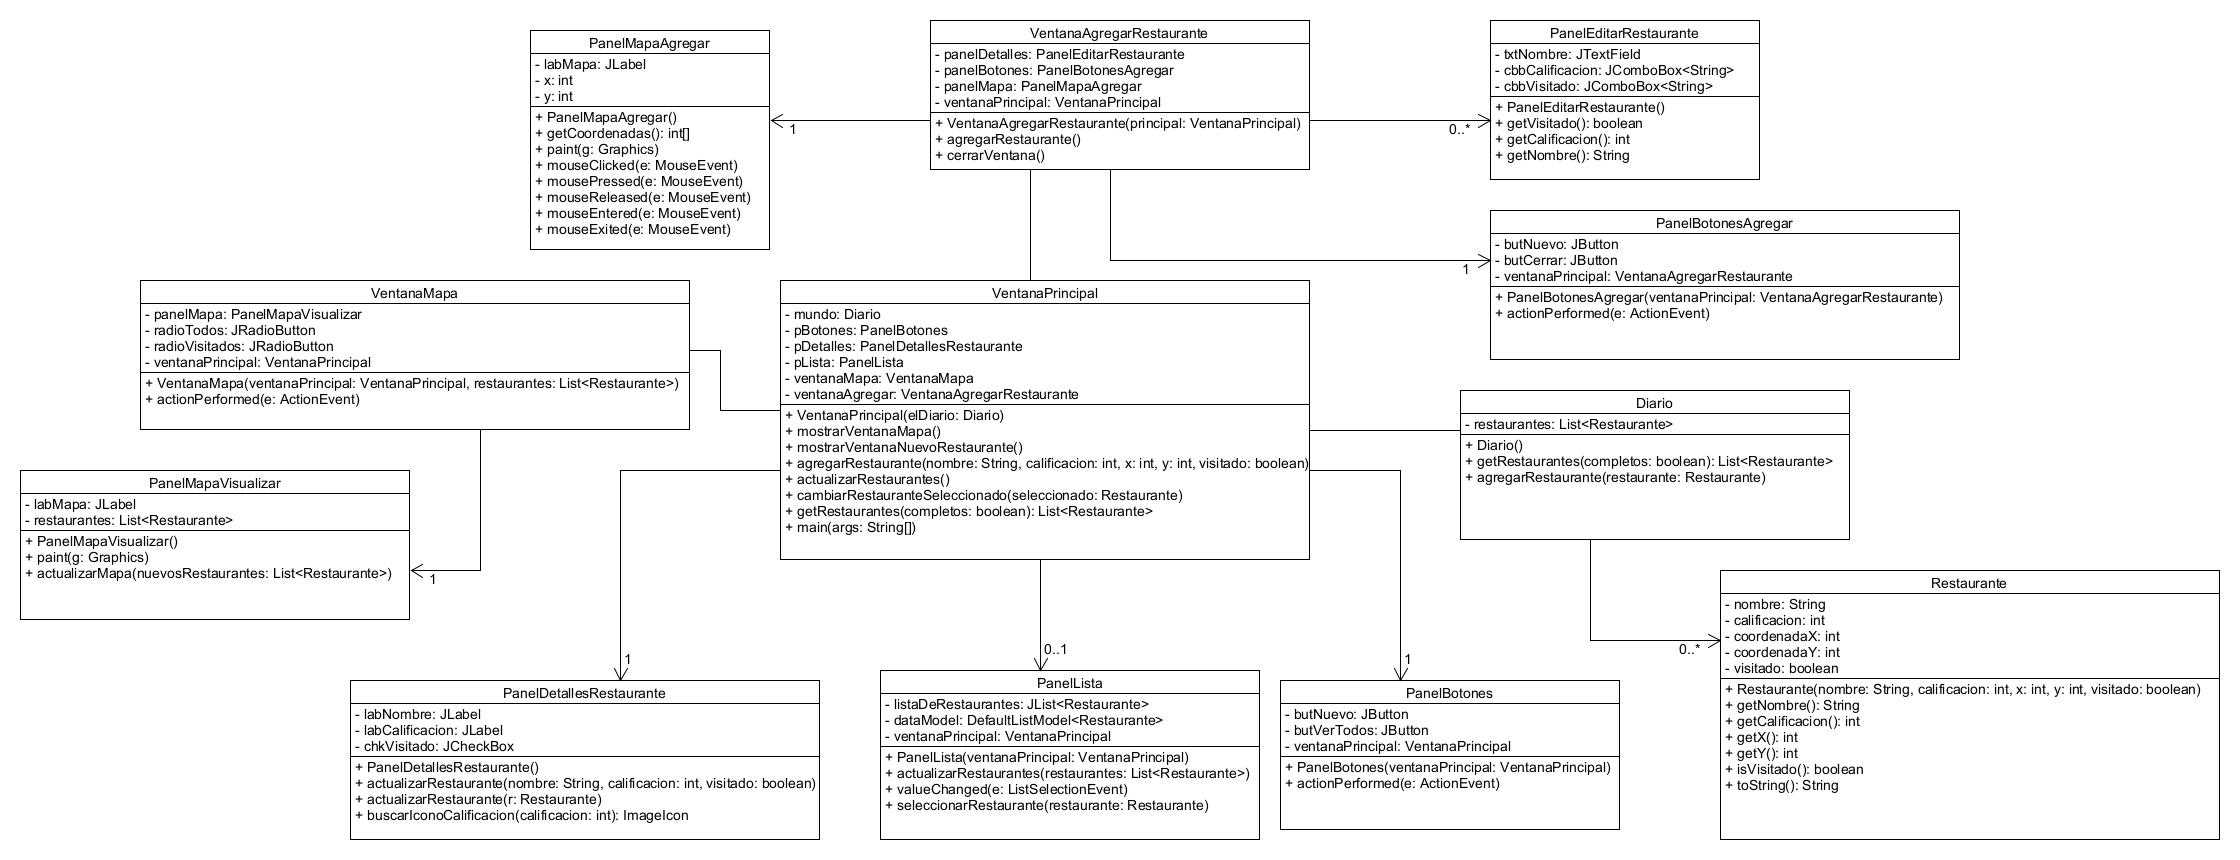 PanelMapaAgregar
- labMapa: JLabel
- x: int
- y: int
+ PanelMapaAgregar()
+ getCoordenadas(): int[]
+ paint(g: Graphics)
+ mouseClicked(e: MouseEvent)
+ mousePressed(e: MouseEvent)
+ mouseReleased(e: MouseEvent)
+ mouseEntered(e: MouseEvent)
+ mouseExited(e: MouseEvent)
1
VentanaAgregarRestaurante
- panelDetalles: PanelEditarRestaurante
- panelBotones: PanelBotonesAgregar
- panelMapa: PanelMapaAgregar
- ventanaPrincipal: VentanaPrincipal
+ VentanaAgregarRestaurante(principal: VentanaPrincipal)
+ agregarRestaurante()
+ cerrarVentana()
0..*
PanelEditarRestaurante
- txtNombre: JTextField
- cbbCalificacion: JComboBox<String>
- cbbVisitado: JComboBox<String>
+ PanelEditarRestaurante()
+ getVisitado(): boolean
+ getCalificacion(): int
+ getNombre(): String
1
PanelBotonesAgregar
- butNuevo: JButton
- butCerrar: JButton
- ventanaPrincipal: VentanaAgregarRestaurante
+ PanelBotonesAgregar(ventanaPrincipal: VentanaAgregarRestaurante)
+ actionPerformed(e: ActionEvent)
VentanaMapa
- panelMapa: PanelMapaVisualizar
- radioTodos: JRadioButton
- radioVisitados: JRadioButton
- ventanaPrincipal: VentanaPrincipal
+ VentanaMapa(ventanaPrincipal: VentanaPrincipal, restaurantes: List<Restaurante>)
+ actionPerformed(e: ActionEvent)
VentanaPrincipal
- mundo: Diario
- pBotones: PanelBotones
- pDetalles: PanelDetallesRestaurante
- pLista: PanelLista
- ventanaMapa: VentanaMapa
- ventanaAgregar: VentanaAgregarRestaurante
+ VentanaPrincipal(elDiario: Diario)
+ mostrarVentanaMapa()
+ mostrarVentanaNuevoRestaurante()
+ agregarRestaurante(nombre: String, calificacion: int, x: int, y: int, visitado: boolean)
+ actualizarRestaurantes()
+ cambiarRestauranteSeleccionado(seleccionado: Restaurante)
+ getRestaurantes(completos: boolean): List<Restaurante>
+ main(args: String[])
Diario
- restaurantes: List<Restaurante>
+ Diario()
+ getRestaurantes(completos: boolean): List<Restaurante>
+ agregarRestaurante(restaurante: Restaurante)
PanelMapaVisualizar
- labMapa: JLabel
- restaurantes: List<Restaurante>
+ PanelMapaVisualizar()
+ paint(g: Graphics)
+ actualizarMapa(nuevosRestaurantes: List<Restaurante>)
1
0..*
Restaurante
- nombre: String
- calificacion: int
- coordenadaX: int
- coordenadaY: int
- visitado: boolean
+ Restaurante(nombre: String, calificacion: int, x: int, y: int, visitado: boolean)
+ getNombre(): String
+ getCalificacion(): int
+ getX(): int
+ getY(): int
+ isVisitado(): boolean
+ toString(): String
1
PanelDetallesRestaurante
- labNombre: JLabel
- labCalificacion: JLabel
- chkVisitado: JCheckBox
+ PanelDetallesRestaurante()
+ actualizarRestaurante(nombre: String, calificacion: int, visitado: boolean)
+ actualizarRestaurante(r: Restaurante)
+ buscarIconoCalificacion(calificacion: int): ImageIcon
0..1
PanelLista
- listaDeRestaurantes: JList<Restaurante>
- dataModel: DefaultListModel<Restaurante>
- ventanaPrincipal: VentanaPrincipal
+ PanelLista(ventanaPrincipal: VentanaPrincipal)
+ actualizarRestaurantes(restaurantes: List<Restaurante>)
+ valueChanged(e: ListSelectionEvent)
+ seleccionarRestaurante(restaurante: Restaurante)
1
PanelBotones
- butNuevo: JButton
- butVerTodos: JButton
- ventanaPrincipal: VentanaPrincipal
+ PanelBotones(ventanaPrincipal: VentanaPrincipal)
+ actionPerformed(e: ActionEvent)